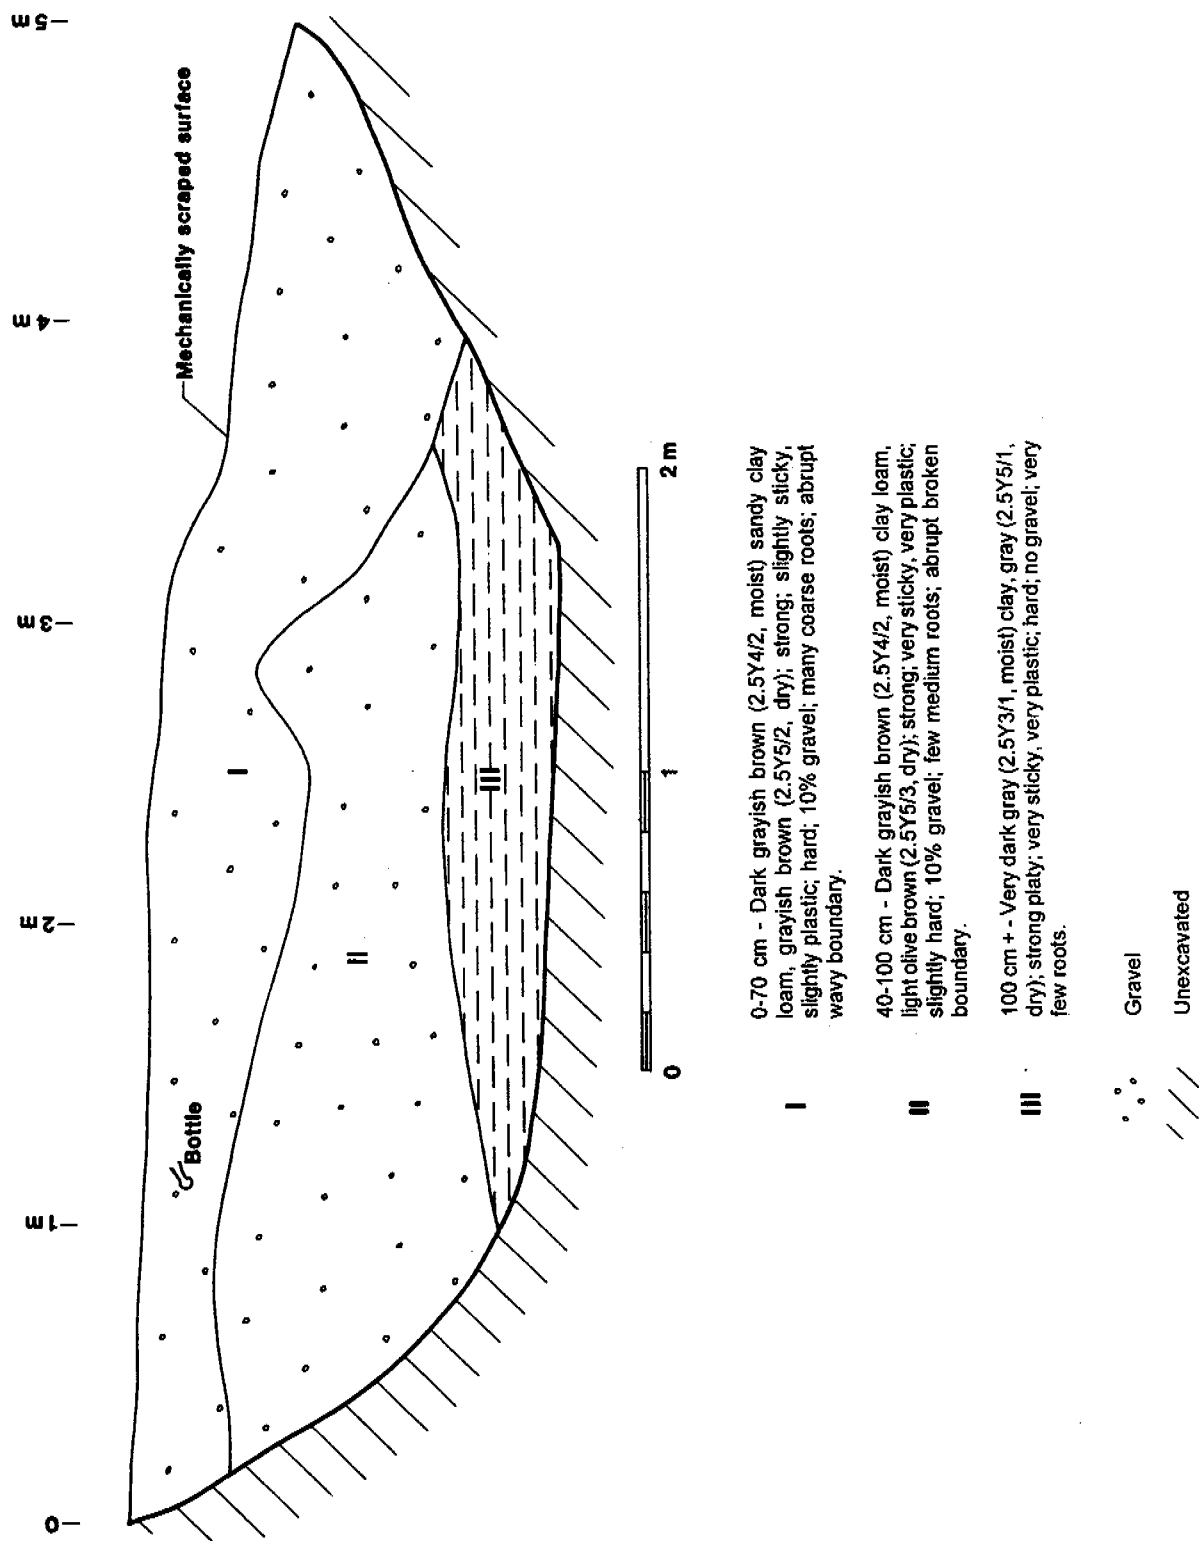 0
1m
2m
3m
4m
5m
Mechanically scraped surface
Bottle
I
II
III
0
1
2 m
I
0-70 cm - Dark grayish brown (2.5Y4/2, moist) sandy clay
loam, grayish brown (2.5Y5/2, dry); strong; slightly sticky,
slightly plastic; hard; 10% gravel; many coarse roots; abrupt
wavy boundary.
II
40-100 cm - Dark grayish brown (2.5Y4/2, moist) clay loam,
light olive brown (2.5Y5/3, dry); strong; very sticky, very plastic;
slightly hard; 10% gravel; few medium roots; abrupt broken
boundary.
III
100 cm + - Very dark gray (2.5Y3/1, moist) clay, gray (2.5Y5/1,
dry); strong platy; very sticky, very plastic; hard; no gravel; very
few roots.
Gravel
Unexcavated